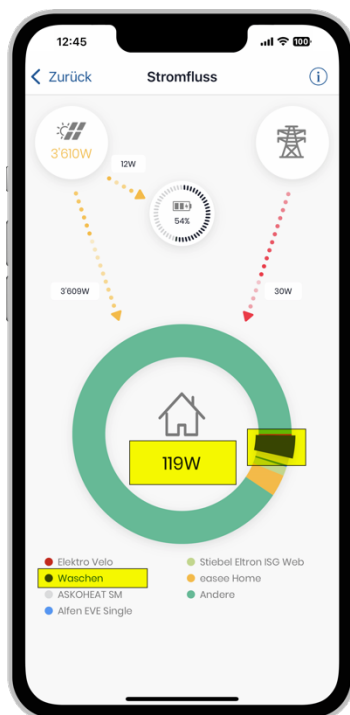 12:45
100
Zurück
Stromfluss
i
3'610W
12W
54%
3'609W
30W
119W
Elektro Velo
Waschen
ASKOHEAT SM
Alfen EVE Single
Stiebel Eltron ISG Web
easee Home
Andere